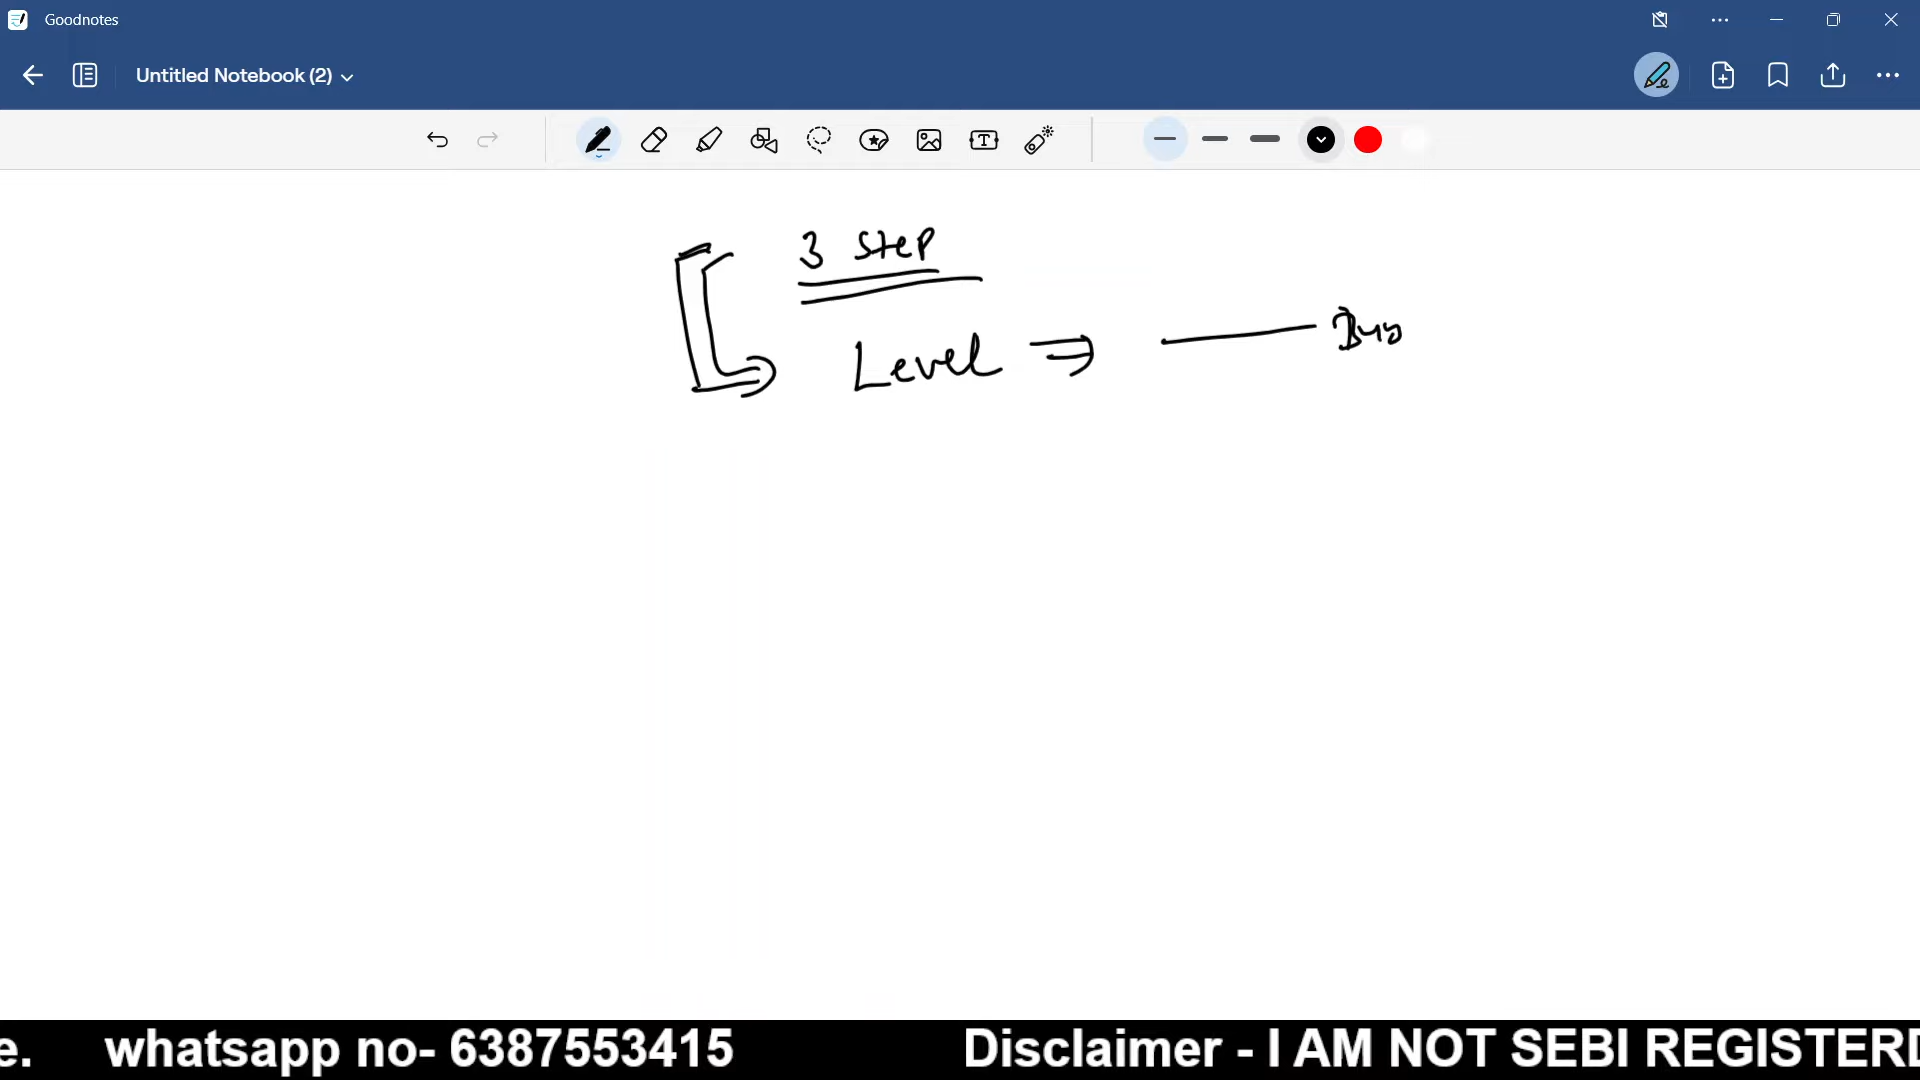 Goodnotes
Untitled Notebook (2)
3 Step
Level ⇒
e. whatsapp no- 6387553415 Disclaimer - I AM NOT SEBI REGISTERD